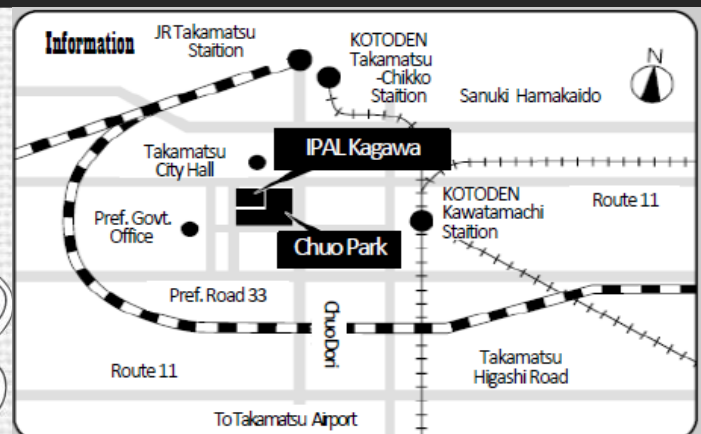 Information
JR Takamatsu
Staition
KOTODEN
Takamatsu
-Chikko
Staition
N
Sanuki Hamakaido
Takamatsu
City Hall
IPAL Kagawa
KOTODEN
Kawatamachi
Staition
Route 11
Pref. Govt.
Office
Chuo Park
Pref. Road 33
Chuo Dori
Route 11
Takamatsu
Higashi Road
To Takamatsu Airport